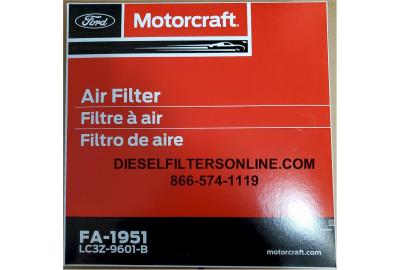 Ford
Motorcraft.
Air Filter
Filtre à air
Filtro de aire
DIESELFILTERSONLINE.COM
866-574-1119
FA-1951
LC3Z-9601-B
motorcraft.com